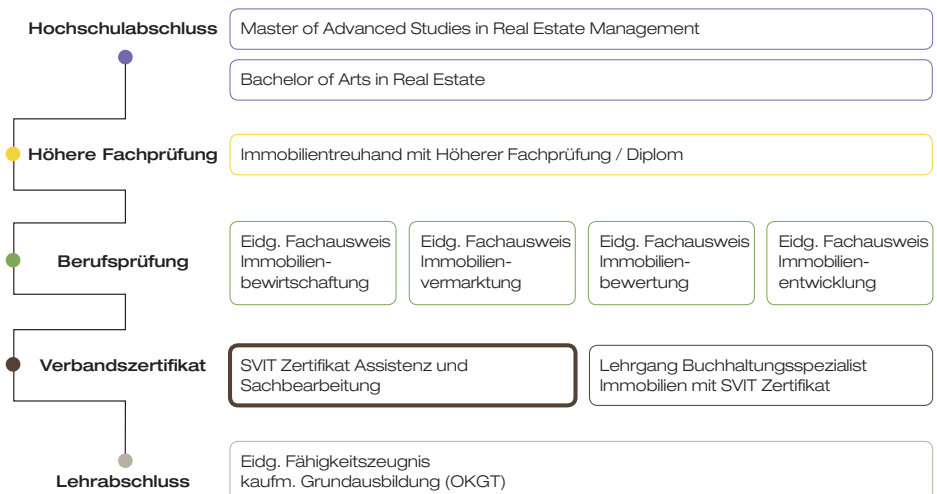 Hochschulabschluss
Master of Advanced Studies in Real Estate Management
Bachelor of Arts in Real Estate
Höhere Fachprüfung
Immobilientreuhand mit Höherer Fachprüfung / Diplom
Berufsprüfung
Eidg. Fachausweis
Immobilien-
bewirtschaftung
Eidg. Fachausweis
Immobilien-
vermarktung
Eidg. Fachausweis
Immobilien-
bewertung
Eidg. Fachausweis
Immobilien-
entwicklung
Verbandszertifikat
SVIT Zertifikat Assistenz und
Sachbearbeitung
Lehrgang Buchhaltungsspezialist
Immobilien mit SVIT Zertifikat
Lehrabschluss
Eidg. Fähigkeitszeugnis
kaufm. Grundausbildung (OKGT)